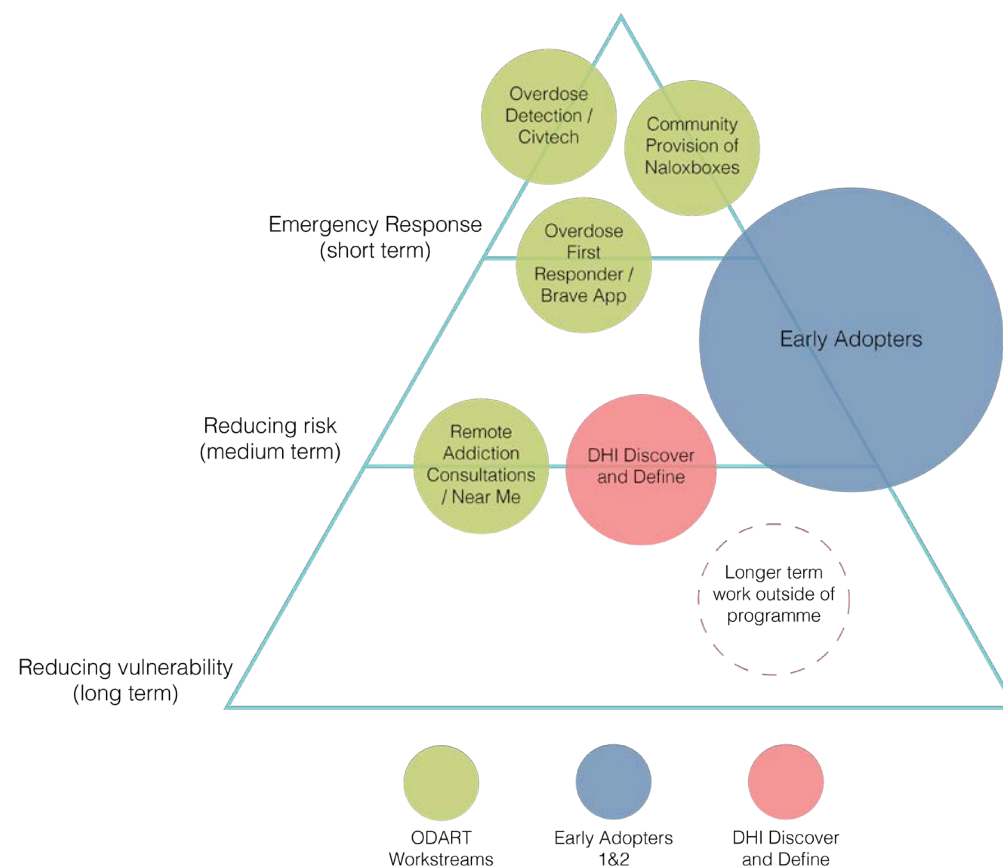 Overdose
Detection /
Civtech
Community
Provision of
Naloxboxes
Emergency Response
(short term)
Overdose
First
Responder /
Brave App
Early Adopters
Reducing risk
(medium term)
Remote
Addiction
Consultations
/ Near Me
DHI Discover
and Define
Longer term
work outside of
programme
Reducing vulnerability
(long term)
ODART
Workstreams
Early Adopters
1&2
DHI Discover
and Define